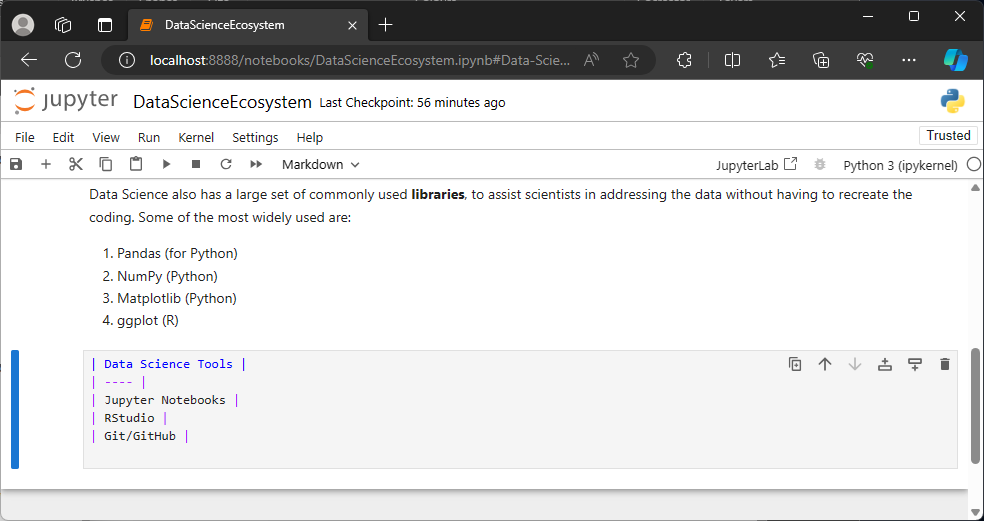 DataScienceEcosystem
localhost:8888/notebooks/DataScienceEcosystem.ipynb#Data-Scie...
jupyter DataScienceEcosystem Last Checkpoint: 56 minutes ago
File Edit View Run Kernel Settings Help Trusted
Markdown JupyterLab Python 3 (ipykernel)
Data Science also has a large set of commonly used libraries, to assist scientists in addressing the data without having to recreate the
coding. Some of the most widely used are:
1. Pandas (for Python)
2. NumPy (Python)
3. Matplotlib (Python)
4. ggplot (R)
| Data Science Tools |
| ---- |
| Jupyter Notebooks |
| RStudio |
| Git/GitHub |